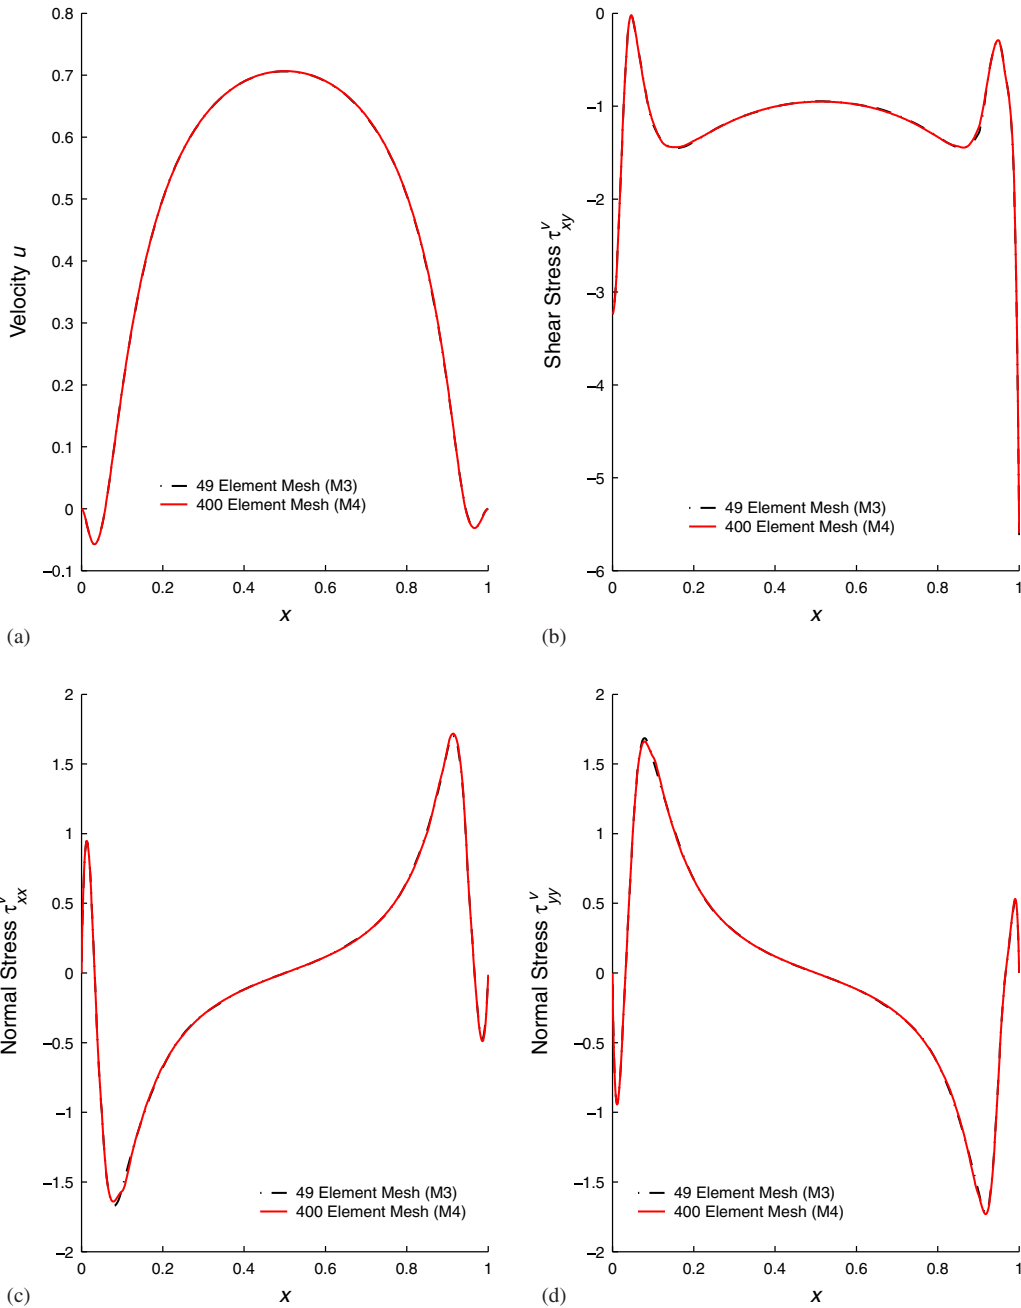 0.8
0.7
0.6
0.5
0.4
0.3
0.2
0.1
0
−0.1
Velocity u
49 Element Mesh (M3)
400 Element Mesh (M4)
0 0.2 0.4 0.6 0.8 1
x
(a)
0
−1
−2
−3
−4
−5
−6
Shear Stress τ^v_xy
49 Element Mesh (M3)
400 Element Mesh (M4)
0 0.2 0.4 0.6 0.8 1
x
(b)
2
1.5
1
0.5
0
−0.5
−1
−1.5
−2
Normal Stress τ^v_xx
49 Element Mesh (M3)
400 Element Mesh (M4)
0 0.2 0.4 0.6 0.8 1
x
(c)
2
1.5
1
0.5
0
−0.5
−1
−1.5
−2
Normal Stress τ^v_yy
49 Element Mesh (M3)
400 Element Mesh (M4)
0 0.2 0.4 0.6 0.8 1
x
(d)